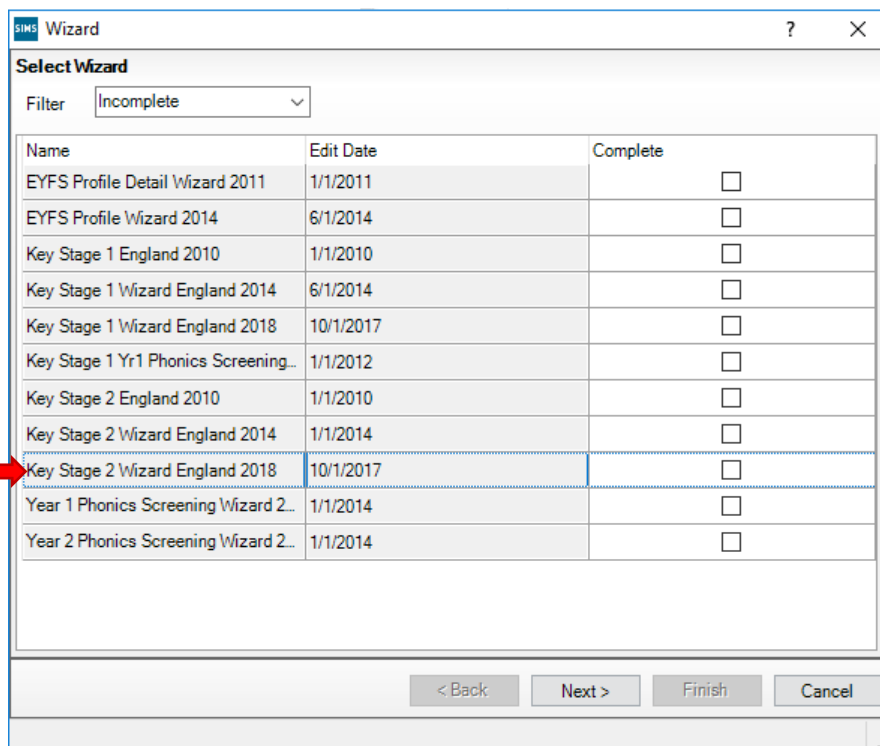 SIMS Wizard ?
Select Wizard
Filter Incomplete
Name Edit Date Complete
EYFS Profile Detail Wizard 2011 1/1/2011
EYFS Profile Wizard 2014 6/1/2014
Key Stage 1 England 2010 1/1/2010
Key Stage 1 Wizard England 2014 6/1/2014
Key Stage 1 Wizard England 2018 10/1/2017
Key Stage 1 Yr1 Phonics Screening... 1/1/2012
Key Stage 2 England 2010 1/1/2010
Key Stage 2 Wizard England 2014 1/1/2014
Key Stage 2 Wizard England 2018 10/1/2017
Year 1 Phonics Screening Wizard 2... 1/1/2014
Year 2 Phonics Screening Wizard 2... 1/1/2014
< Back Next > Finish Cancel